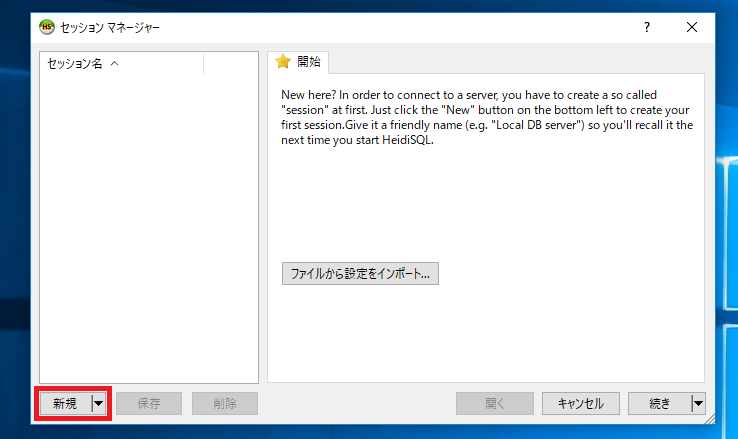 HS セッション マネージャー ?
セッション名
開始
New here? In order to connect to a server, you have to create a so called
"session" at first. Just click the "New" button on the bottom left to create your
first session.Give it a friendly name (e.g. "Local DB server") so you'll recall it the
next time you start HeidiSQL.
ファイルから設定をインポート...
新規 保存 削除 開く キャンセル 続き